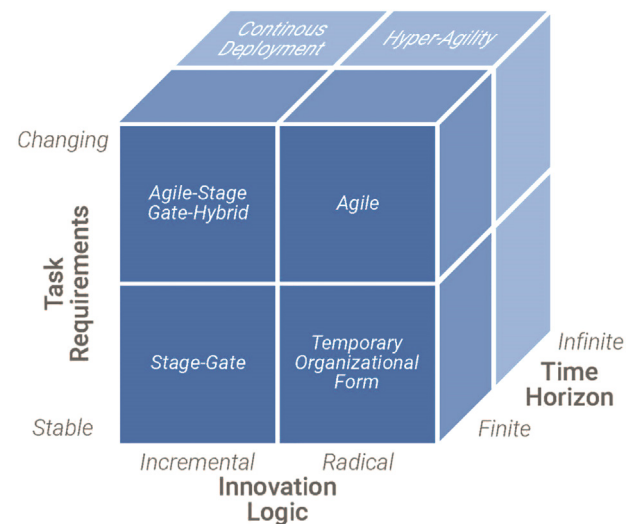 Continous
Deployment
Hyper-Agility
Changing
Agile-Stage
Gate-Hybrid
Agile
Task
Requirements
Stage-Gate
Temporary
Organizational
Form
Infinite
Time
Horizon
Stable
Finite
Incremental
Radical
Innovation
Logic